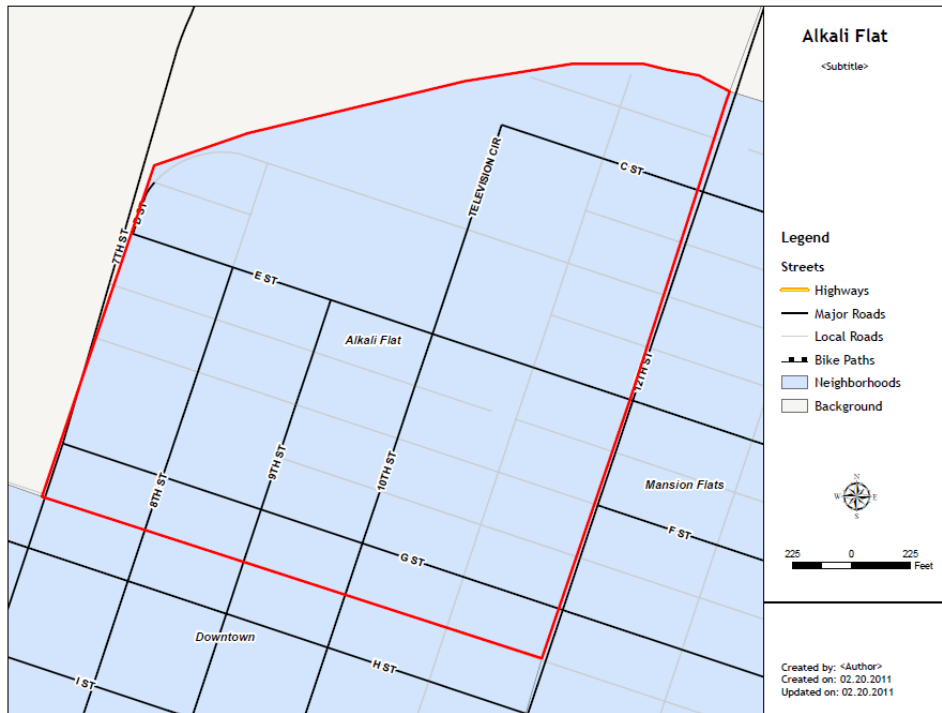 Alkali Flat
<Subtitle>
TELEVISION CIR
C ST
D ST
7TH ST
E ST
Alkali Flat
12TH ST
8TH ST
9TH ST
10TH ST
Mansion Flats
F ST
G ST
Downtown
H ST
I ST
Legend
Streets
Highways
Major Roads
Local Roads
Bike Paths
Neighborhoods
Background
N
W E
S
225 0 225
Feet
Created by: <Author>
Created on: 02.20.2011
Updated on: 02.20.2011